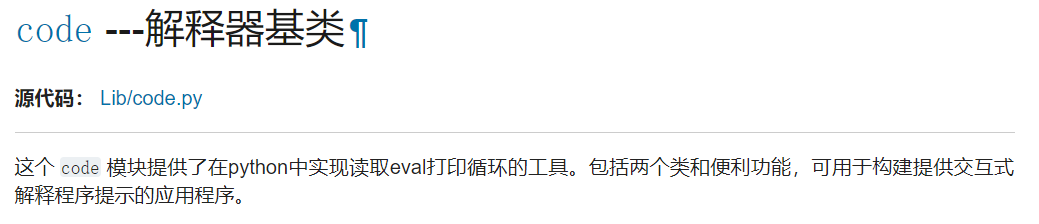 code ---解释器基类¶
源代码： Lib/code.py
这个 code 模块提供了在python中实现读取eval打印循环的工具。包括两个类和便利功能，可用于构建提供交互式
解释程序提示的应用程序。